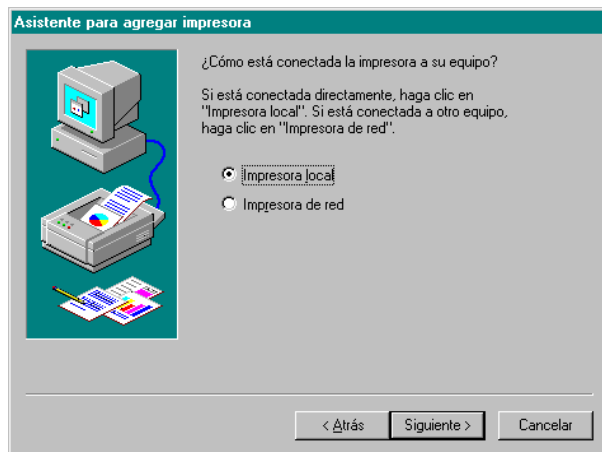 Asistente para agregar impresora
¿Cómo está conectada la impresora a su equipo?
Si está conectada directamente, haga clic en
"Impresora local". Si está conectada a otro equipo,
haga clic en "Impresora de red".
Impresora local
Impresora de red
< Atrás
Siguiente >
Cancelar